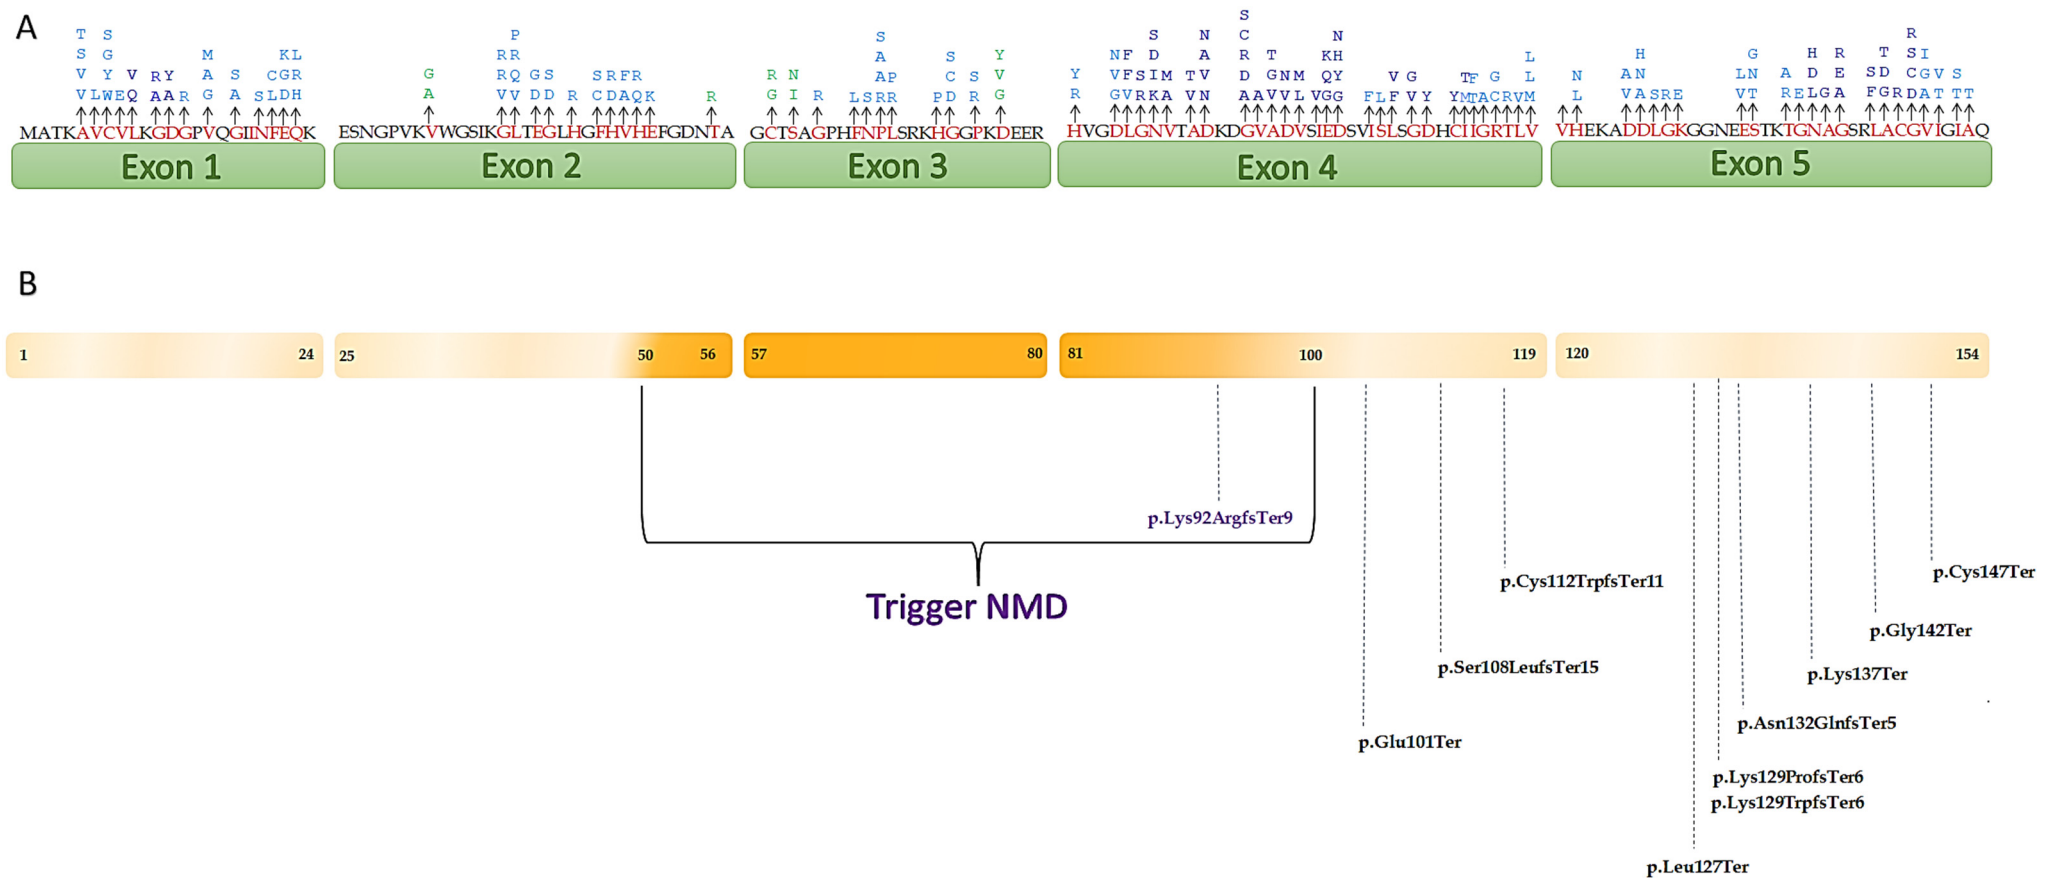 A
S
T S P S S N C N R
S G M K L R R A S Y N F D A R T K H L H G H R T S I
V Y V R Y A S C G R G R Q G S S R F R R N A P C S V Y V F S I M T V D G N M Q Y V G T F G L N A N L N A D E S D C G V S
V L W E Q A A R G A S L D H A V V D D R C D A Q K R G I R L S R R P D R G R G V R K A V N A A V V L V G G F L F V Y Y M T A C R V M L V A S R E V T R E L G A F G R D A T T T
MATKAVCVLKGDGPVQGIINFEQK ESNGPVKVWGSIKGLTEGLHGFHVHEFGDNTA GCTSAGPHFNPLSRKHGGPKDEER HVGDLGNVTADKDGVADVSIEDSVISLSGDHCIIGRTLV VHEKADDLGKGGNEESTKTGNAGSRLACGVIGIAQ
Exon 1 Exon 2 Exon 3 Exon 4 Exon 5
B
1 24 25 50 56 57 80 81 100 119 120 154
p.Lys92ArgfsTer9
p.Cys147Ter
p.Cys112TrpfsTer11
Trigger NMD
p.Gly142Ter
p.Ser108LeufsTer15
p.Lys137Ter
p.Asn132GlnfsTer5
p.Glu101Ter
p.Lys129ProfsTer6
p.Lys129TrpfsTer6
p.Leu127Ter